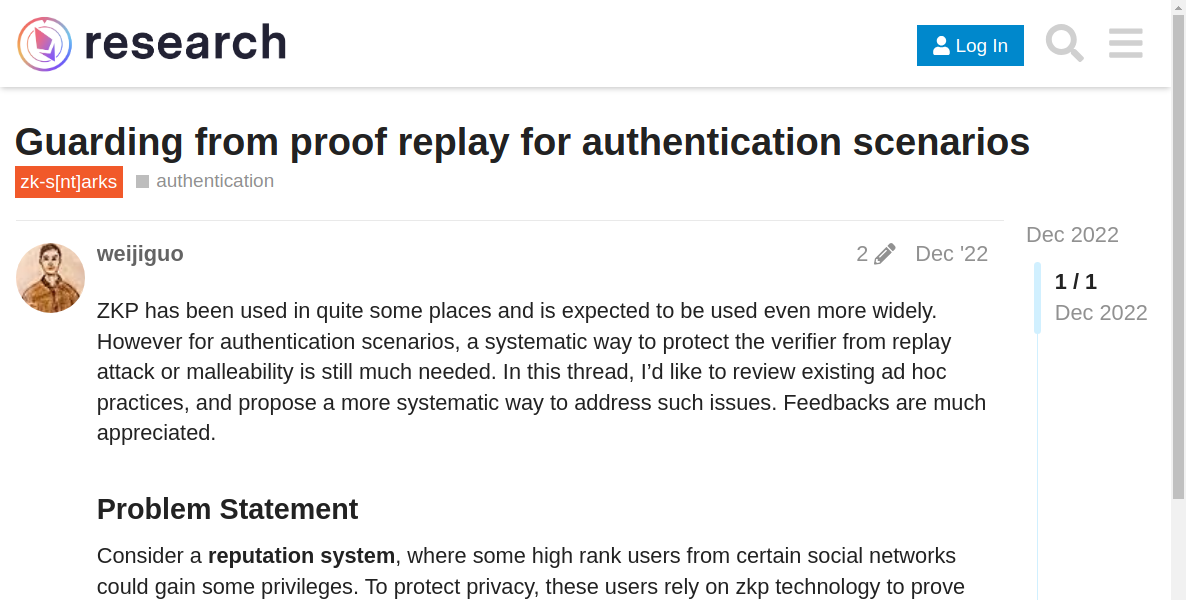 research
Log In
Guarding from proof replay for authentication scenarios
zk-s[nt]arks authentication
weijiguo 2 Dec '22
Dec 2022
1 / 1
Dec 2022
ZKP has been used in quite some places and is expected to be used even more widely.
However for authentication scenarios, a systematic way to protect the verifier from replay
attack or malleability is still much needed. In this thread, I’d like to review existing ad hoc
practices, and propose a more systematic way to address such issues. Feedbacks are much
appreciated.
Problem Statement
Consider a reputation system, where some high rank users from certain social networks
could gain some privileges. To protect privacy, these users rely on zkp technology to prove